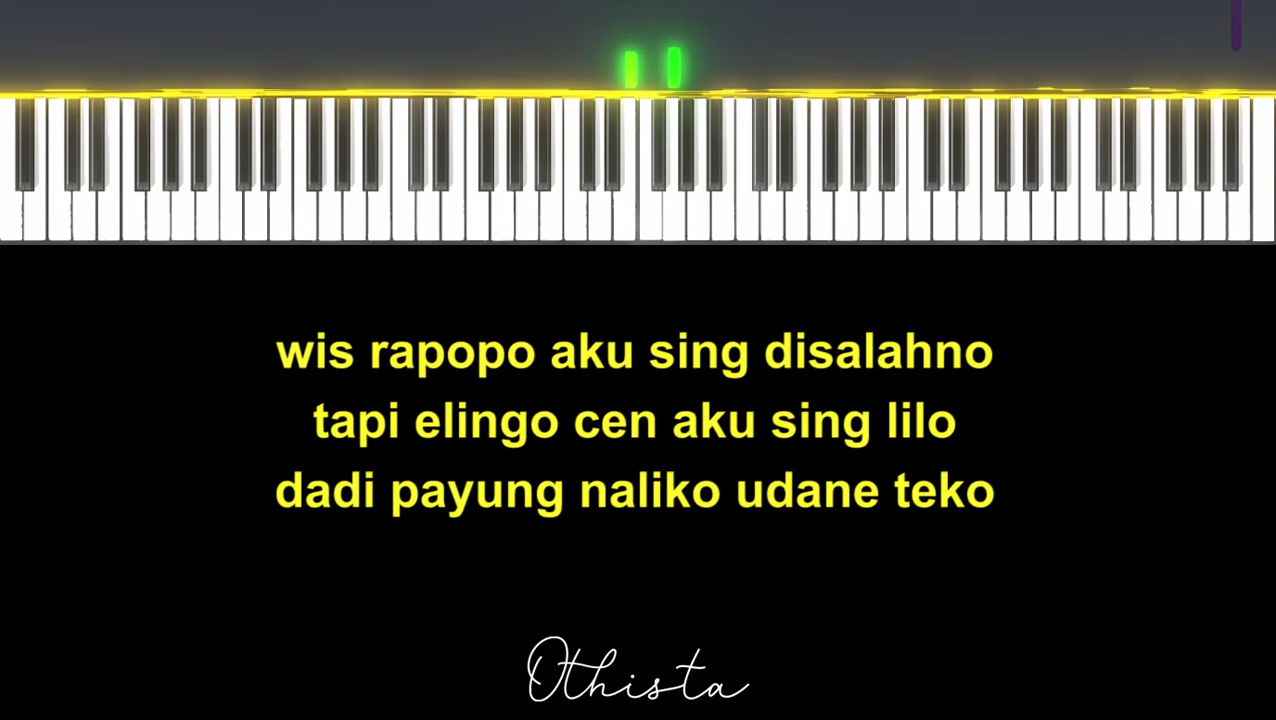 wis rapopo aku sing disalahno
tapi elingo cen aku sing lilo
dadi payung naliko udane teko
Othista